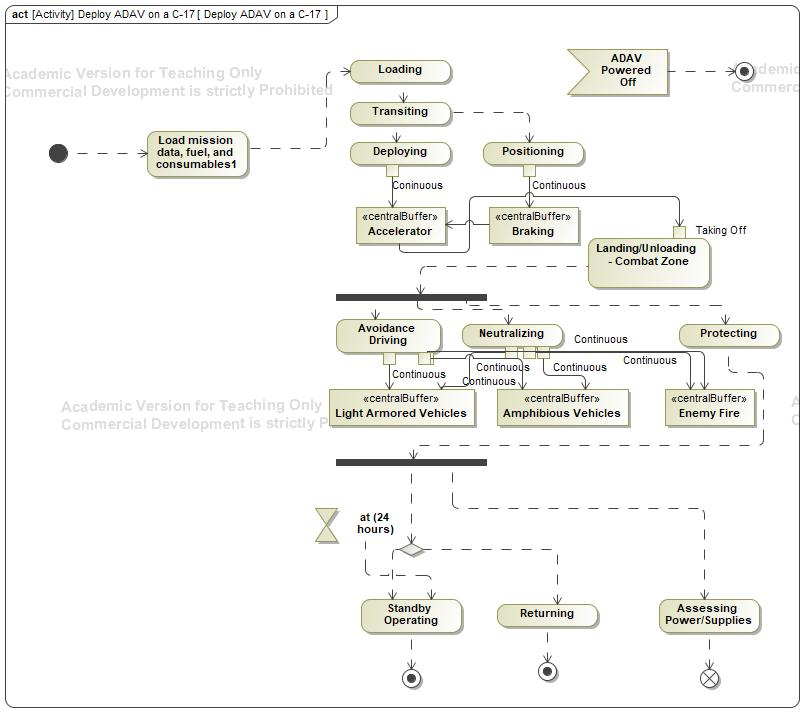 act [Activity] Deploy ADAV on a C-17 [ Deploy ADAV on a C-17 ]
Academic Version for Teaching Only
Commercial Development is strictly Prohibited
Academic
Commerc
Loading
ADAV
Powered
Off
Transiting
Load mission
data, fuel, and
consumables1
Deploying
Positioning
Coninuous
Continuous
«centralBuffer»
Accelerator
«centralBuffer»
Braking
Taking Off
Landing/Unloading
- Combat Zone
Avoidance
Driving
Neutralizing
Protecting
Continuous
Continuous
Continuous
Continuous
Continuous
«centralBuffer»
Light Armored Vehicles
«centralBuffer»
Amphibious Vehicles
«centralBuffer»
Enemy Fire
Academic Version for Teaching Only
Commercial Development is strictly P
A
C
at (24
hours)
Standby
Operating
Returning
Assessing
Power/Supplies